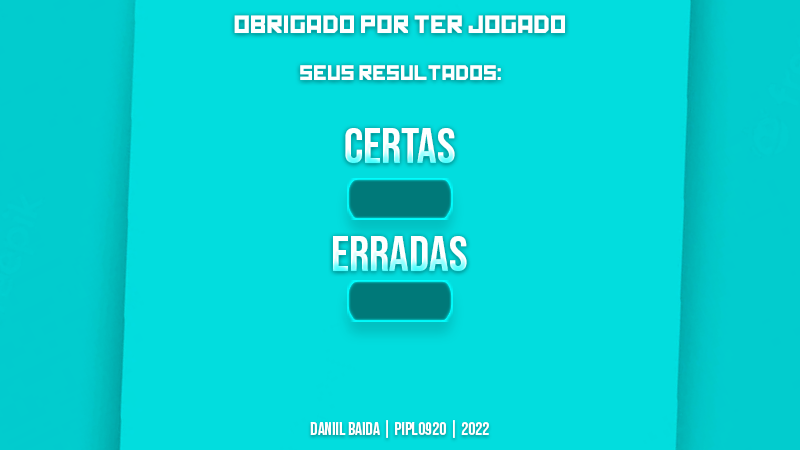 OBRIGADO POR TER JOGADO
SEUS RESULTADOS:
CERTAS
ERRADAS
DANIIL BAIDA | PIPL0920 | 2022